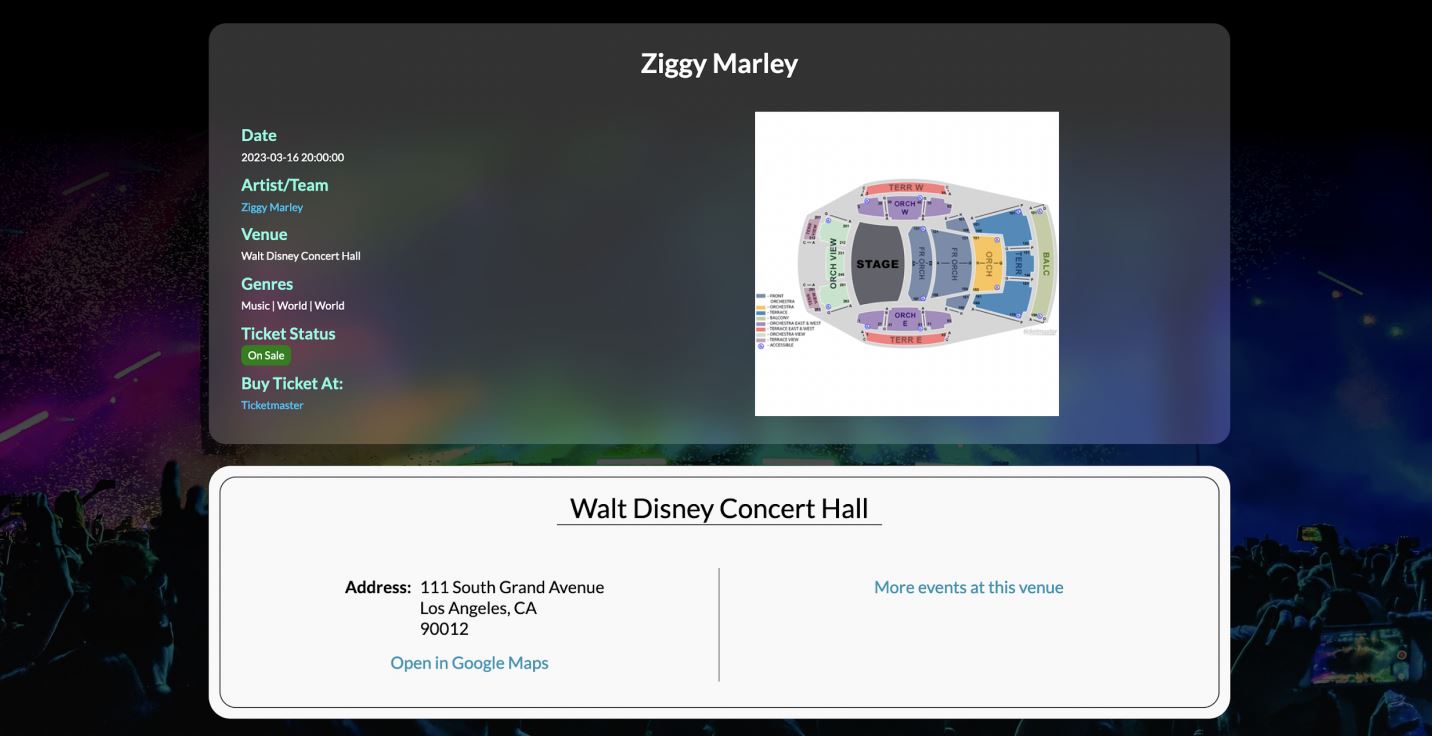 Ziggy Marley
Date
2023-03-16 20:00:00
Artist/Team
Ziggy Marley
Venue
Walt Disney Concert Hall
Genres
Music | World | World
Ticket Status
On Sale
Buy Ticket At:
Ticketmaster
TERR W
ORCH
W
ORCH VIEW
STAGE
FR ORCH
FR ORCH
ORCH
TERR
BALC
ORCH
E
TERR E
- FRONT
ORCHESTRA
- ORCHESTRA
- TERRACE
- BALCONY
- ORCHESTRA EAST & WEST
- TERRACE EAST & WEST
- ORCHESTRA VIEW
- TERRACE VIEW
- ACCESSIBLE
Walt Disney Concert Hall
Address: 111 South Grand Avenue
Los Angeles, CA
90012
Open in Google Maps
More events at this venue